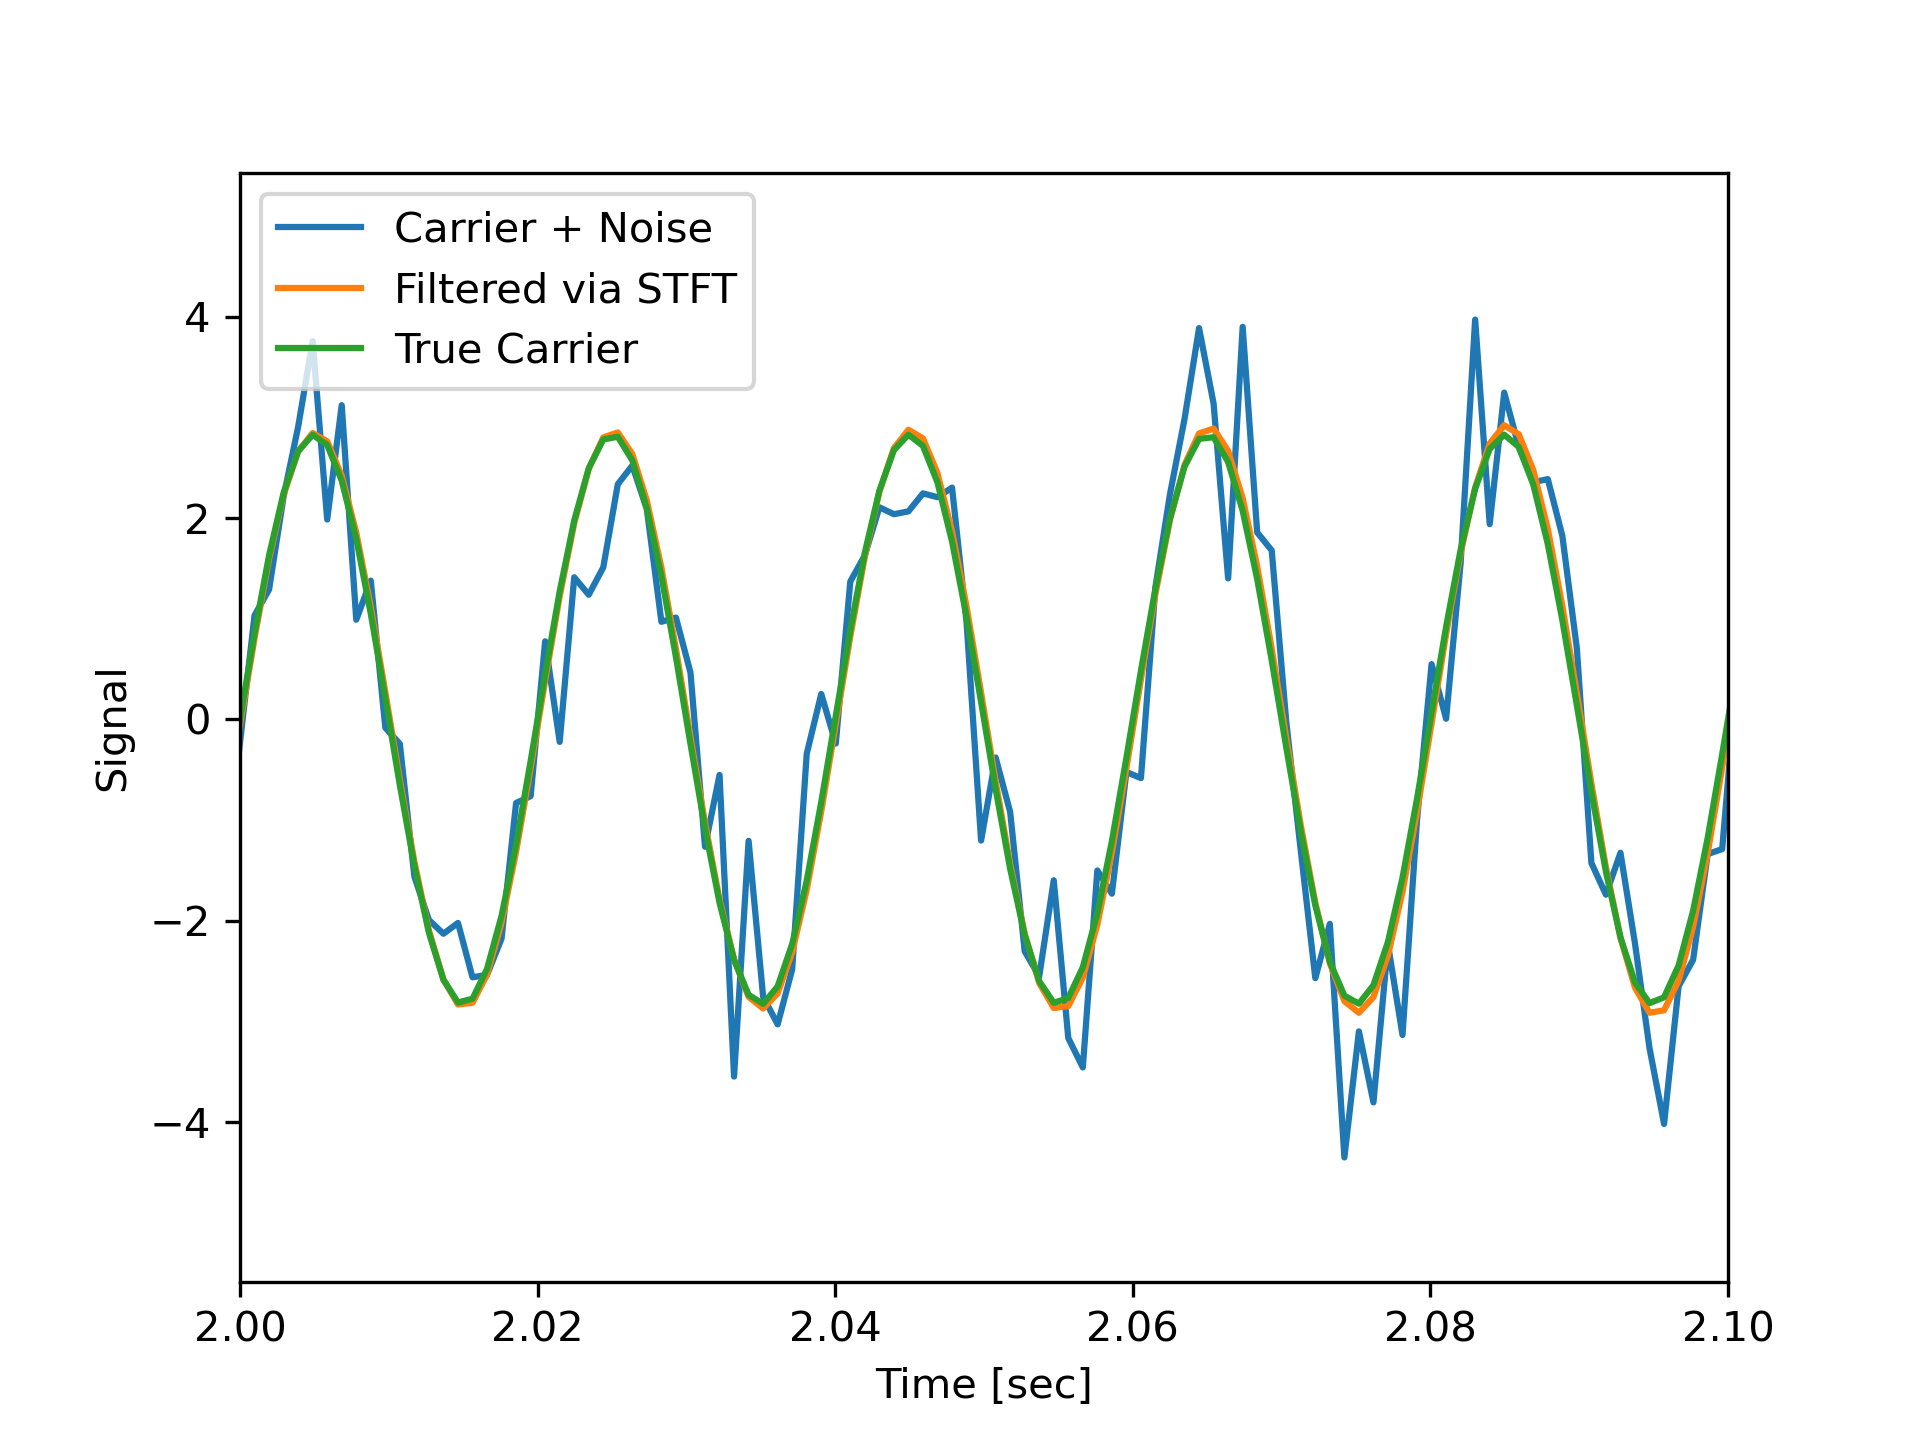 Carrier + Noise
Filtered via STFT
True Carrier
4
2
0
−2
−4
Signal
2.00 2.02 2.04 2.06 2.08 2.10
Time [sec]